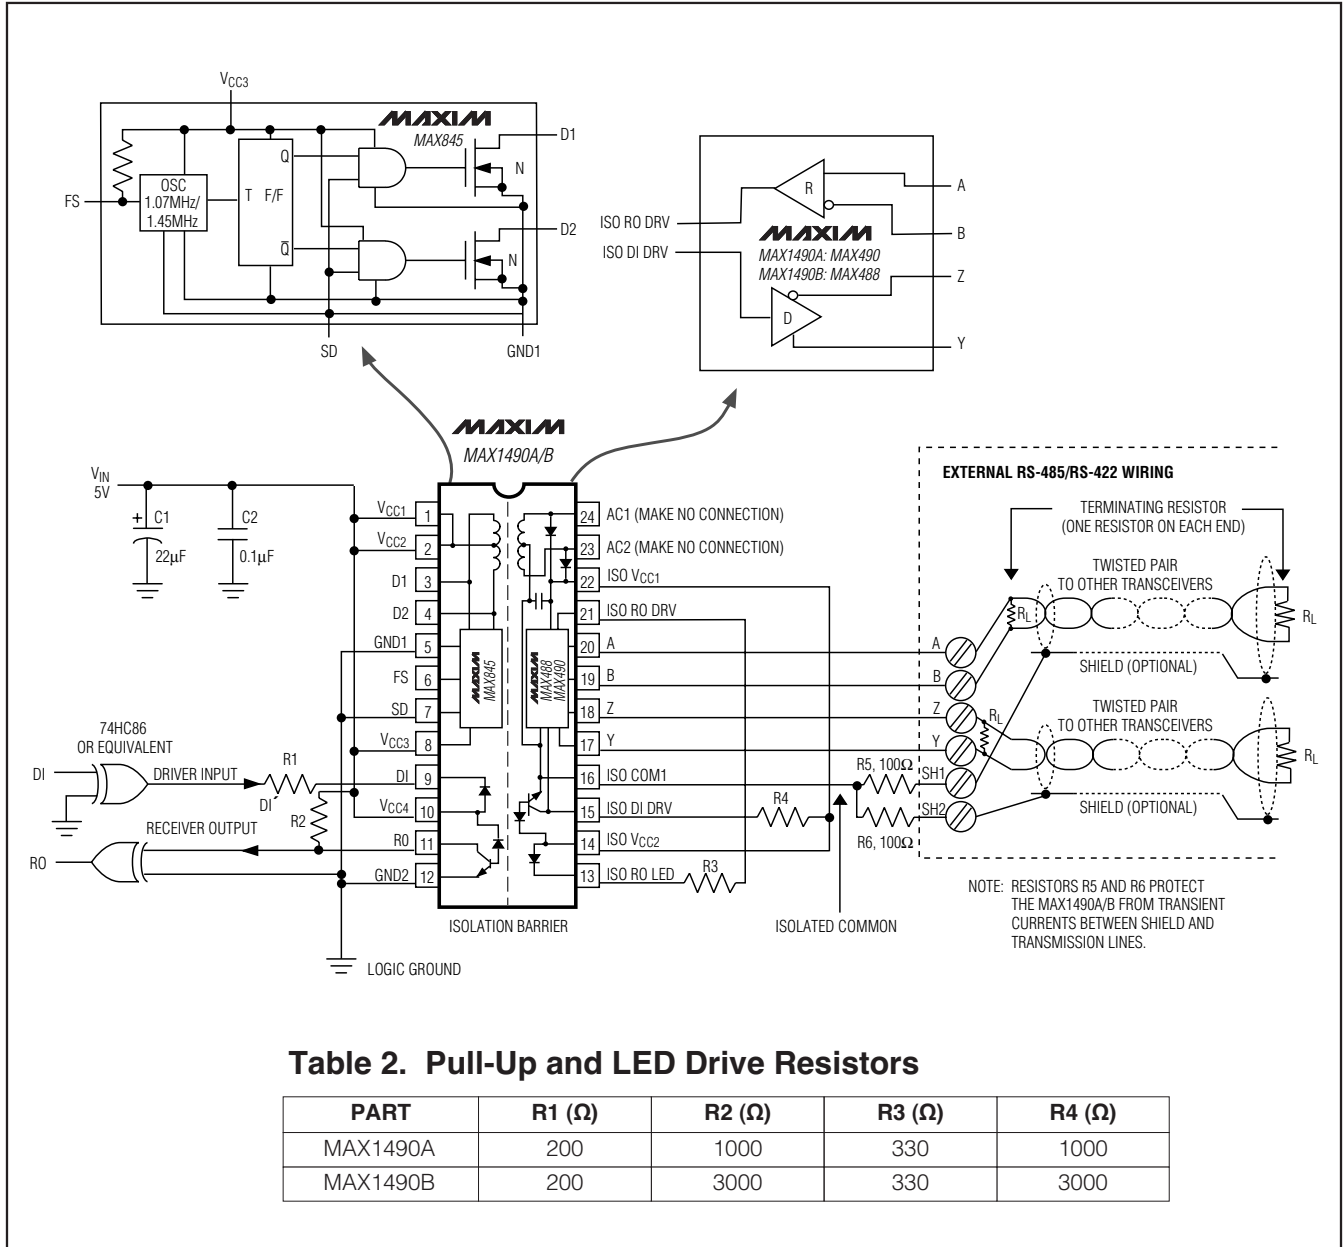 VCC3
MAXIM
MAX845
D1
Q
N
OSC
1.07MHz/
1.45MHz
T F/F
FS
D2
Q̅
N
SD
GND1
A
R
ISO RO DRV
B
MAXIM
ISO DI DRV
MAX1490A: MAX490
MAX1490B: MAX488
Z
D
Y
MAXIM
MAX1490A/B
VIN
5V
+ C1
22µF
C2
0.1µF
VCC1 1
VCC2 2
D1 3
D2 4
GND1 5
FS 6
SD 7
VCC3 8
DI 9
VCC4 10
RO 11
GND2 12
MAXIM
MAX845
MAXIM
MAX488
MAX490
24 AC1 (MAKE NO CONNECTION)
23 AC2 (MAKE NO CONNECTION)
22 ISO VCC1
21 ISO RO DRV
20 A
19 B
18 Z
17 Y
16 ISO COM1
15 ISO DI DRV
14 ISO VCC2
13 ISO RO LED
74HC86
OR EQUIVALENT
DI
DRIVER INPUT
R1
DI´
R2
RECEIVER OUTPUT
RO
LOGIC GROUND
ISOLATION BARRIER
R3
R4
ISOLATED COMMON
R5, 100Ω
R6, 100Ω
EXTERNAL RS-485/RS-422 WIRING
TERMINATING RESISTOR
(ONE RESISTOR ON EACH END)
TWISTED PAIR
TO OTHER TRANSCEIVERS
RL
RL
A
SHIELD (OPTIONAL)
B
Z
RL
TWISTED PAIR
TO OTHER TRANSCEIVERS
Y
RL
SH1
SHIELD (OPTIONAL)
SH2
NOTE: RESISTORS R5 AND R6 PROTECT
THE MAX1490A/B FROM TRANSIENT
CURRENTS BETWEEN SHIELD AND
TRANSMISSION LINES.
Table 2. Pull-Up and LED Drive Resistors
PART R1 (Ω) R2 (Ω) R3 (Ω) R4 (Ω)
MAX1490A 200 1000 330 1000
MAX1490B 200 3000 330 3000